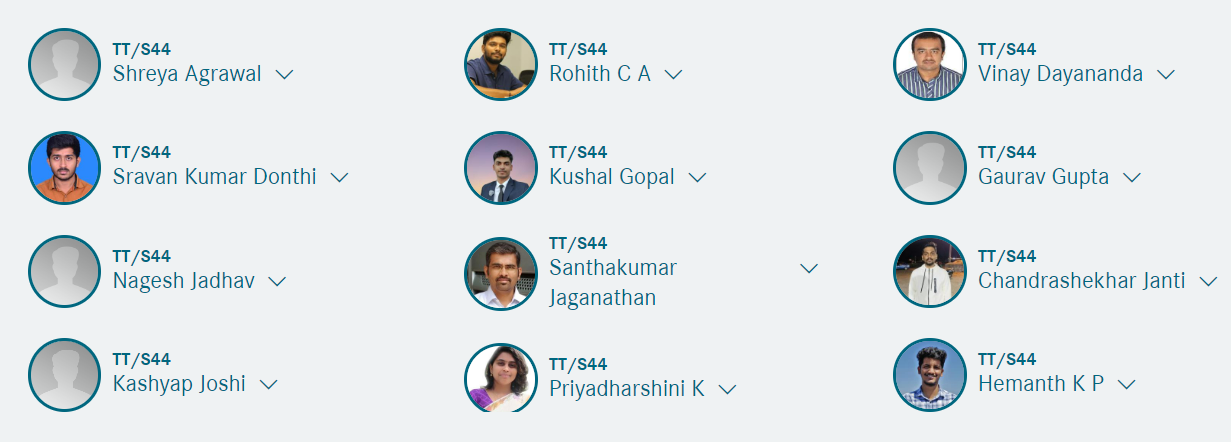 TT/S44
Shreya Agrawal
TT/S44
Rohith C A
TT/S44
Vinay Dayananda
TT/S44
Sravan Kumar Donthi
TT/S44
Kushal Gopal
TT/S44
Gaurav Gupta
TT/S44
Nagesh Jadhav
TT/S44
Santhakumar
Jaganathan
TT/S44
Chandrashekhar Janti
TT/S44
Kashyap Joshi
TT/S44
Priyadharshini K
TT/S44
Hemanth K P